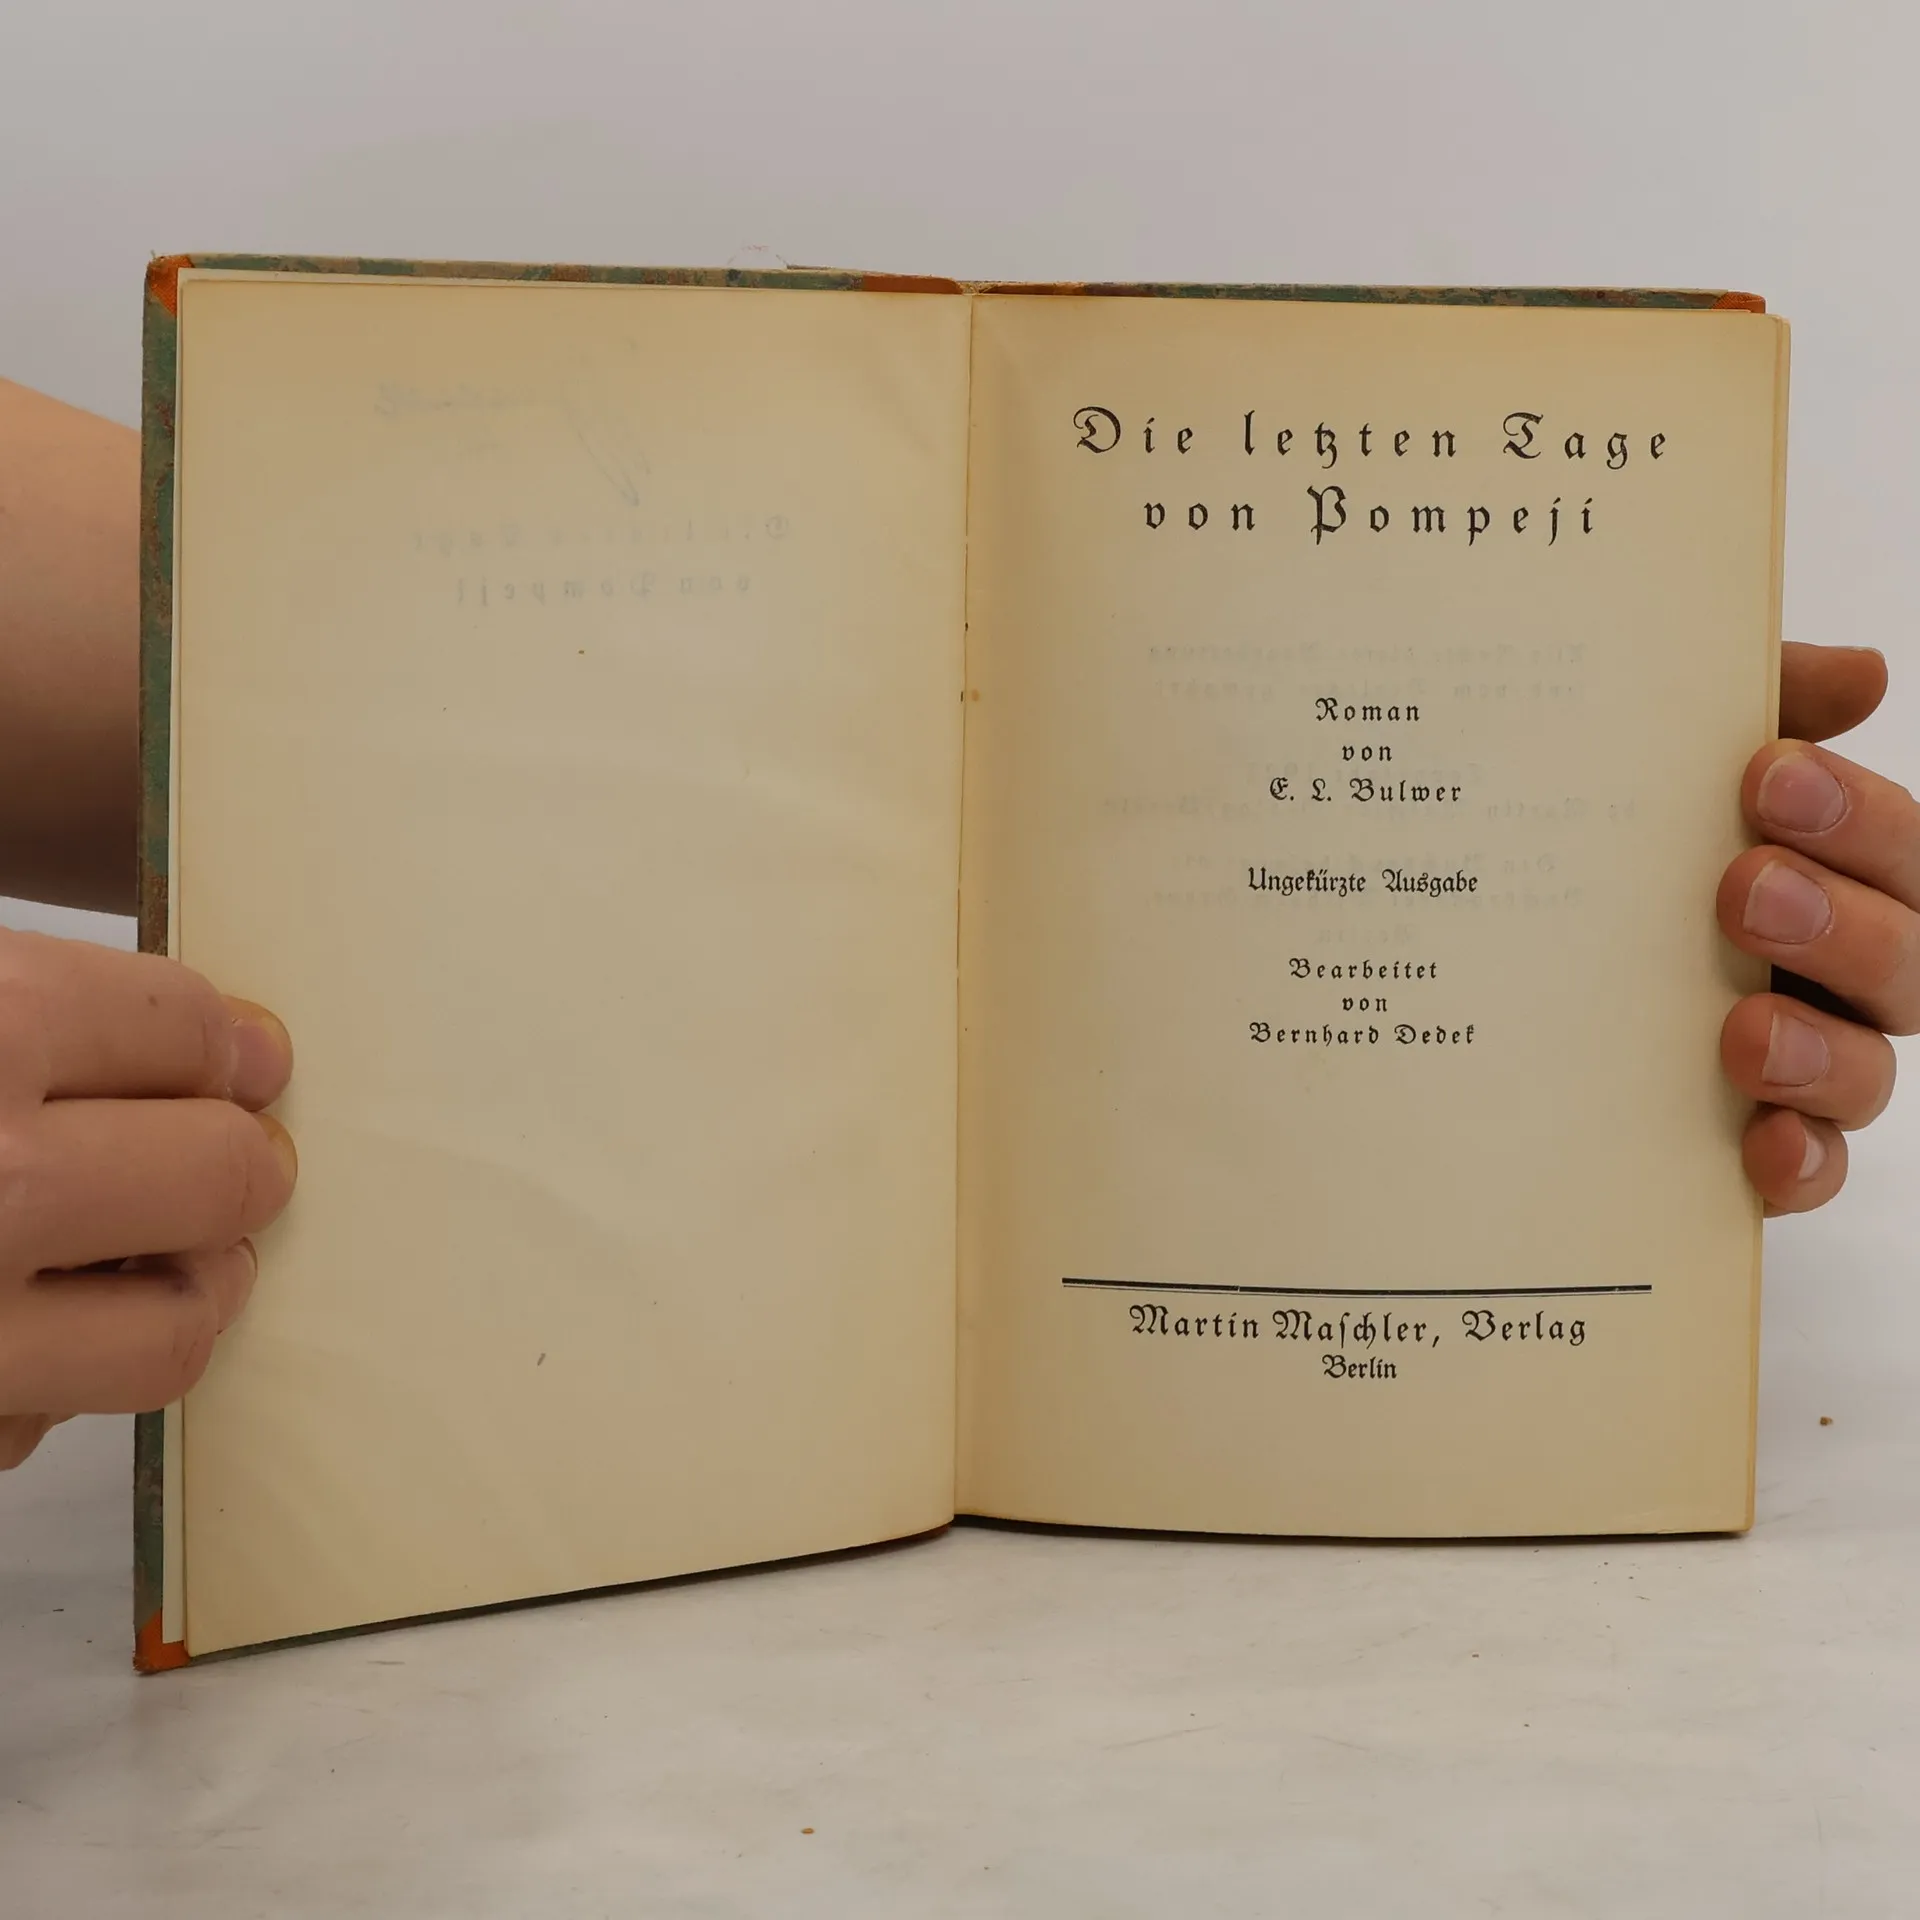 Die letzten Tage
von Pompeji
Roman
von
E. L. Bulwer
Ungekürzte Ausgabe
Bearbeitet
von
Bernhard Dedek
Martin Maſchler, Verlag
Berlin